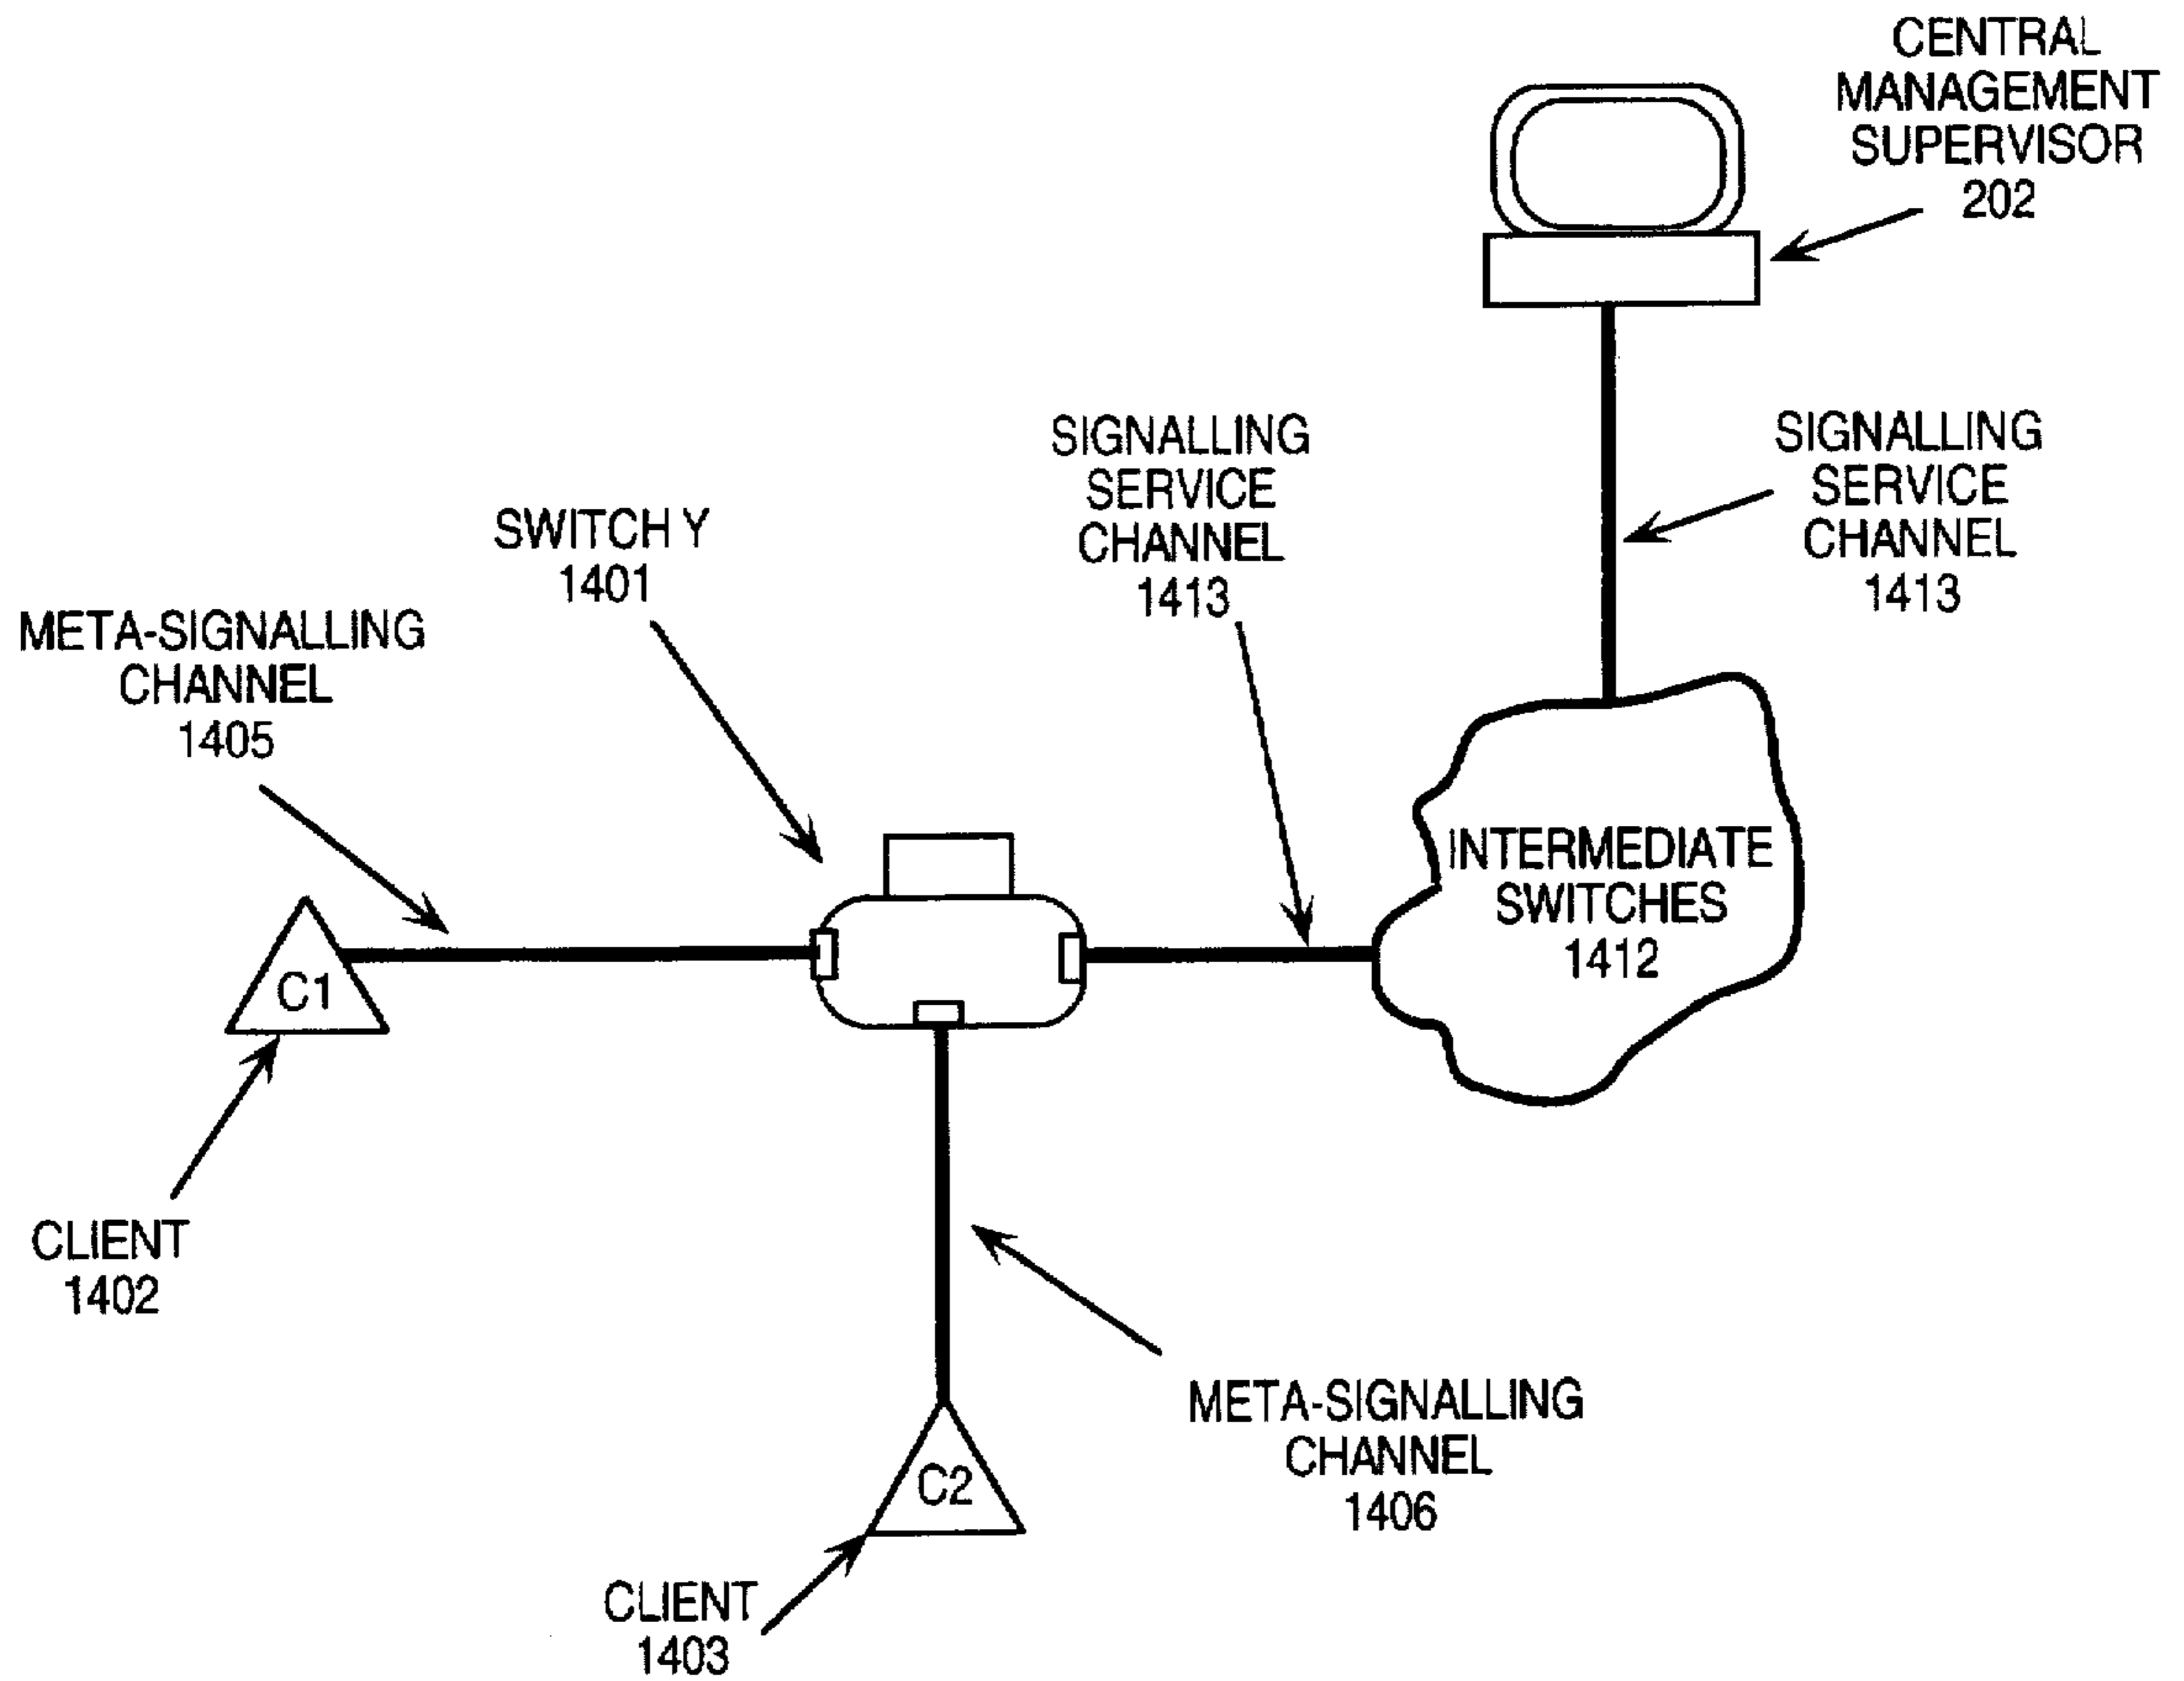 CENTRAL
MANAGEMENT
SUPERVISOR
202
SIGNALLING
SERVICE
CHANNEL
1413
SIGNALLING
SERVICE
CHANNEL
1413
SWITCH Y
1401
META-SIGNALLING
CHANNEL
1405
INTERMEDIATE
SWITCHES
1412
C1
CLIENT
1402
META-SIGNALLING
CHANNEL
1406
C2
CLIENT
1403